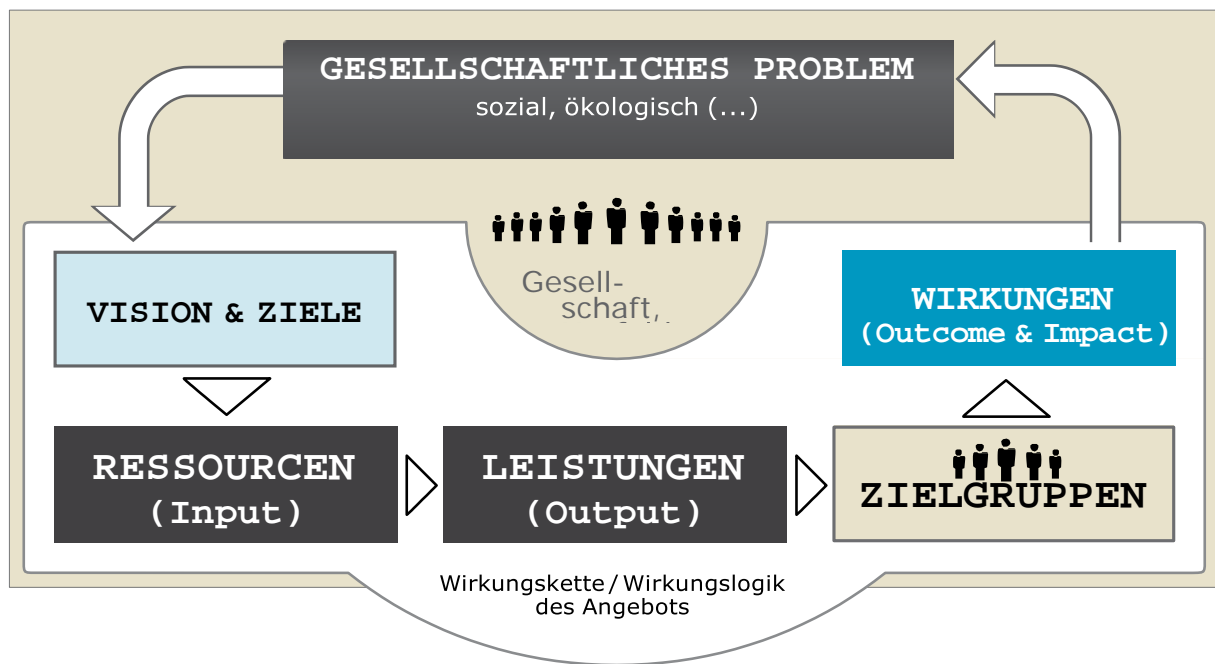 GESELLSCHAFTLICHES PROBLEM
sozial, ökologisch (...)
Gesell-
schaft,
VISION & ZIELE
WIRKUNGEN
(Outcome & Impact)
RESSOURCEN
(Input)
LEISTUNGEN
(Output)
ZIELGRUPPEN
Wirkungskette / Wirkungslogik
des Angebots